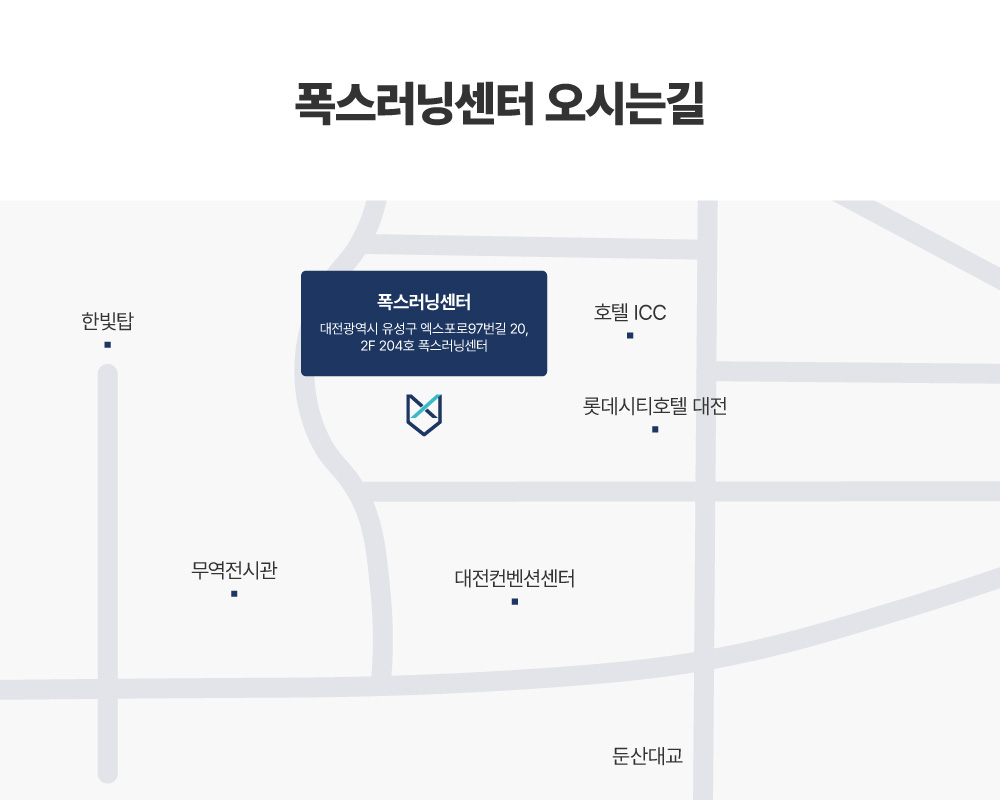 폭스러닝센터 오시는길
폭스러닝센터
대전광역시 유성구 엑스포로97번길 20,
2F 204호 폭스러닝센터
한빛탑
호텔 ICC
롯데시티호텔 대전
무역전시관
대전컨벤션센터
둔산대교